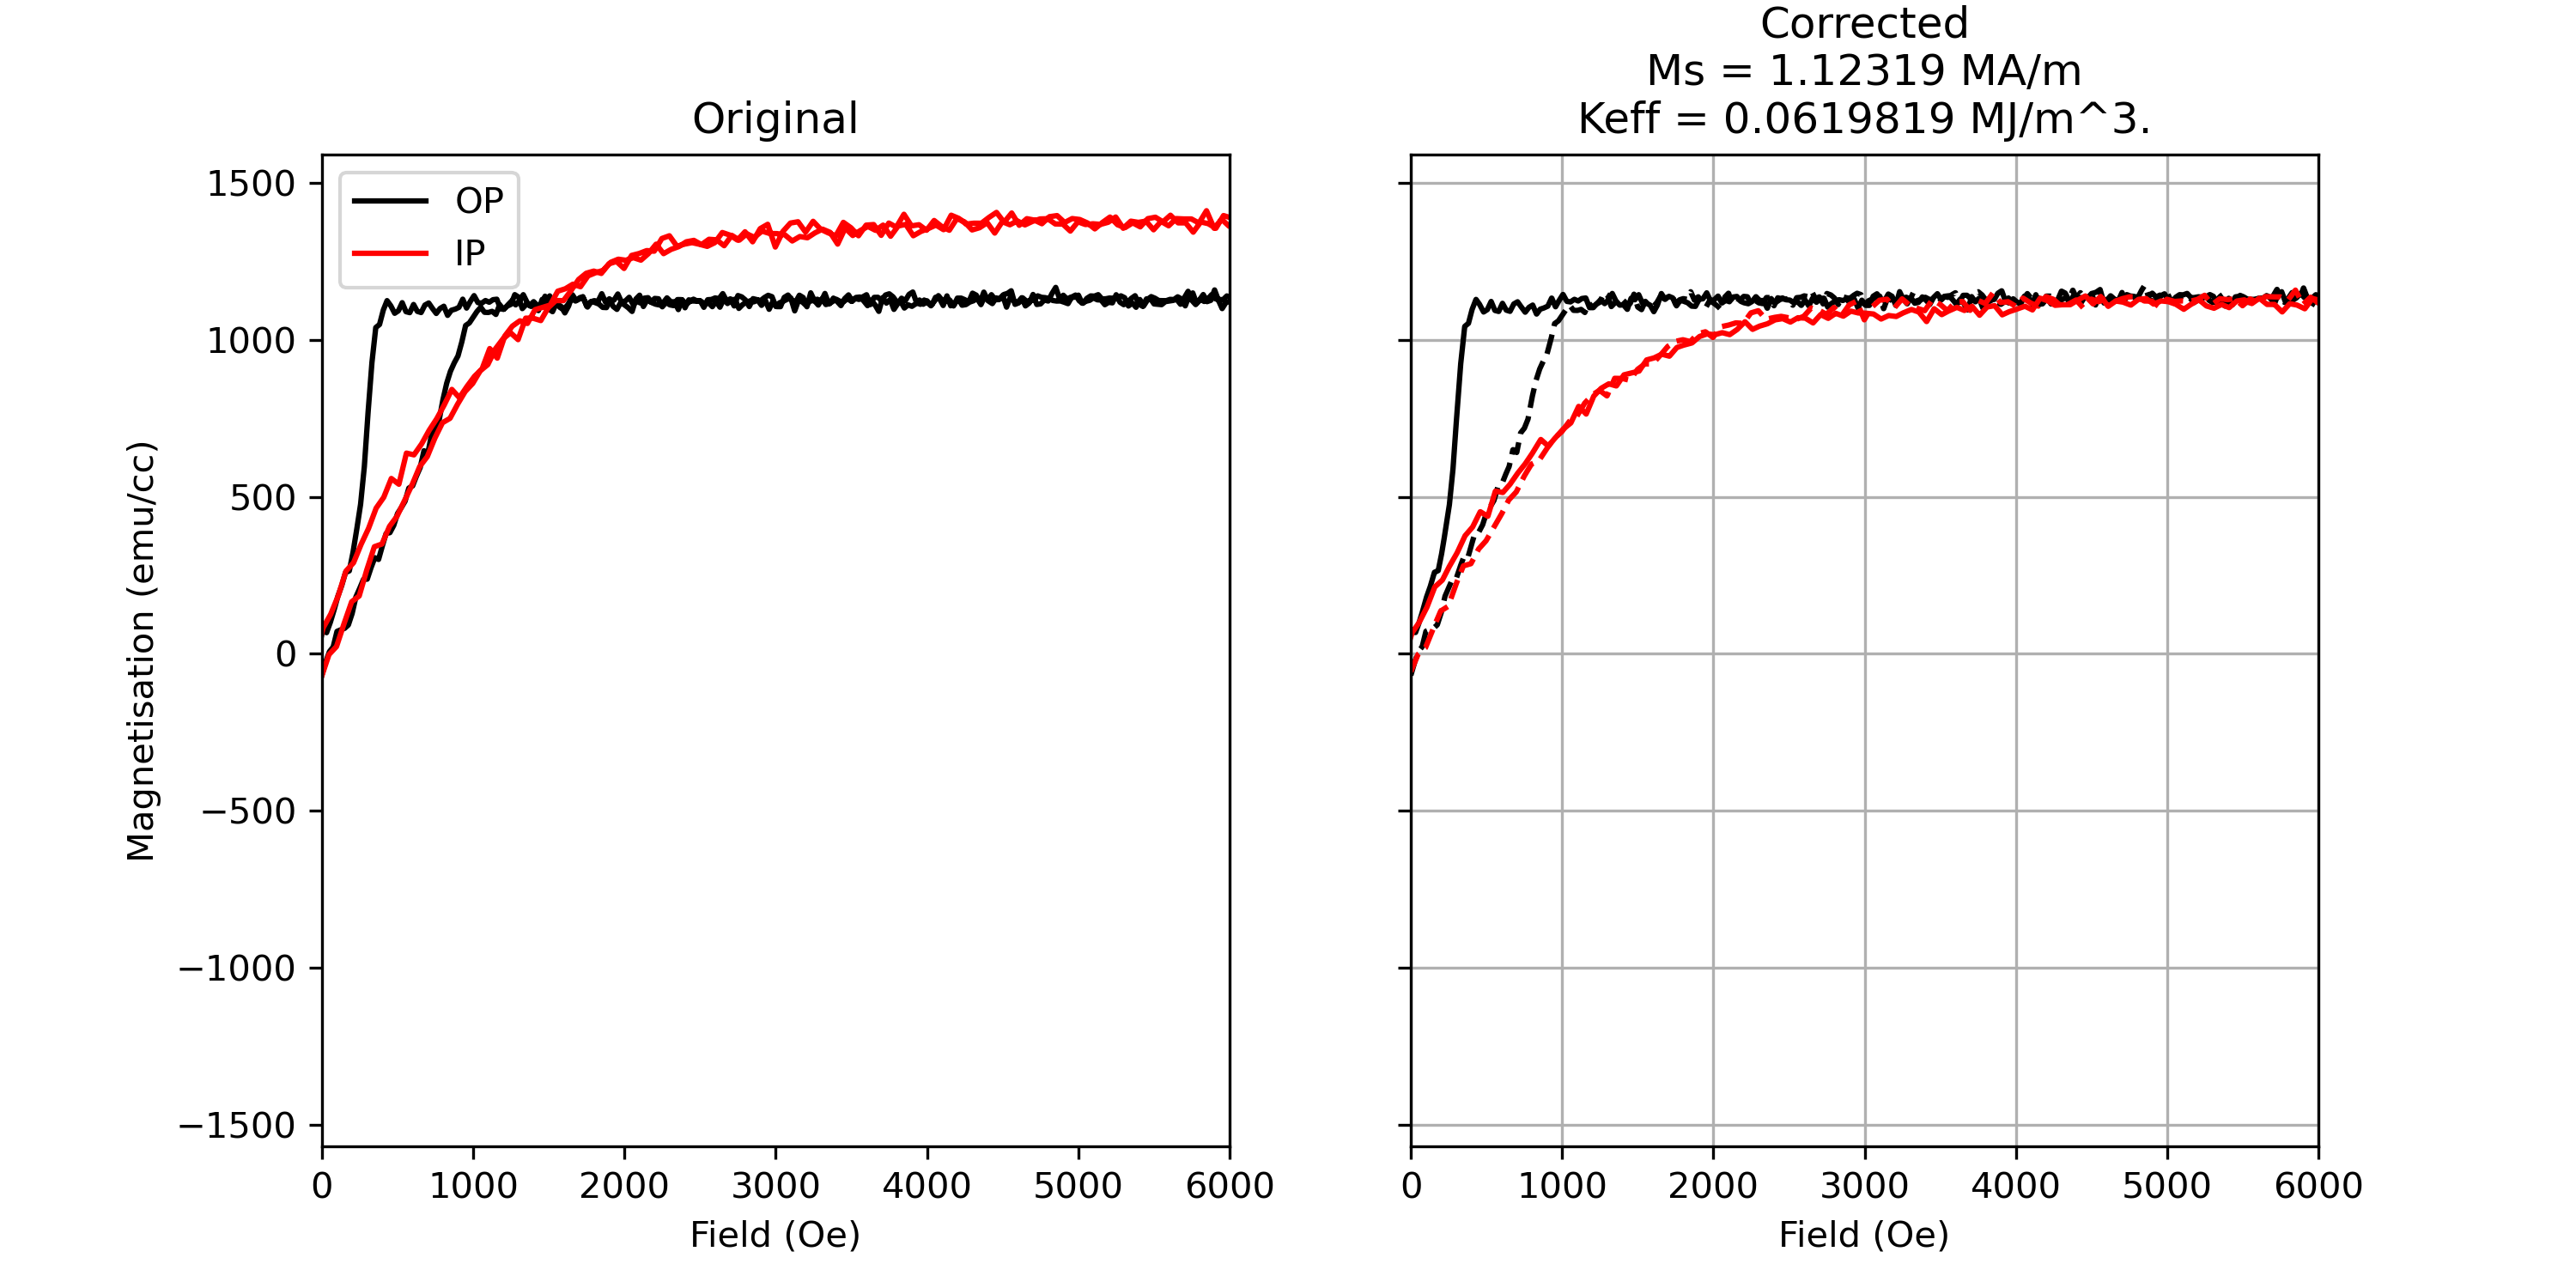 Original
OP
IP
1500
1000
500
0
−500
−1000
−1500
Magnetisation (emu/cc)
0 1000 2000 3000 4000 5000 6000
Field (Oe)
Corrected
Ms = 1.12319 MA/m
Keff = 0.0619819 MJ/m^3.
0 1000 2000 3000 4000 5000 6000
Field (Oe)